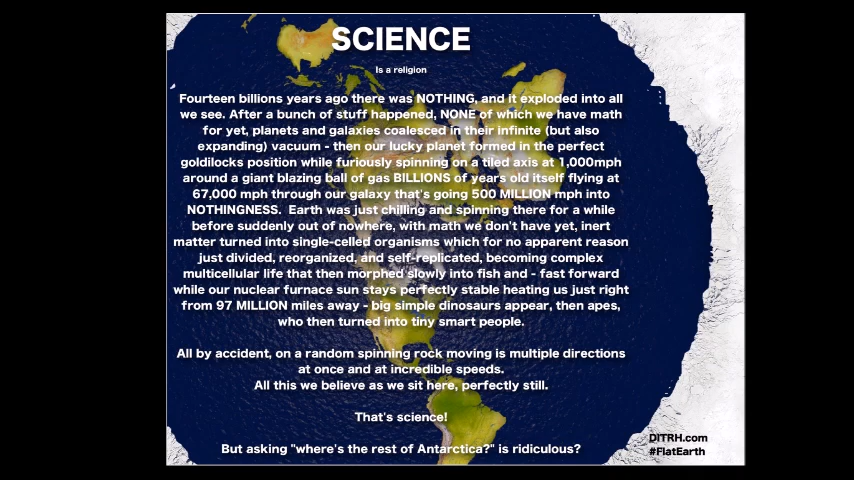 SCIENCE
Is a religion
Fourteen billions years ago there was NOTHING, and it exploded into all
we see. After a bunch of stuff happened, NONE of which we have math
for yet, planets and galaxies coalesced in their infinite (but also
expanding) vacuum - then our lucky planet formed in the perfect
goldilocks position while furiously spinning on a tiled axis at 1,000mph
around a giant blazing ball of gas BILLIONS of years old itself flying at
67,000 mph through our galaxy that's going 500 MILLION mph into
NOTHINGNESS. Earth was just chilling and spinning there for a while
before suddenly out of nowhere, with math we don't have yet, inert
matter turned into single-celled organisms which for no apparent reason
just divided, reorganized, and self-replicated, becoming complex
multicellular life that then morphed slowly into fish and - fast forward
while our nuclear furnace sun stays perfectly stable heating us just right
from 97 MILLION miles away - big simple dinosaurs appear, then apes,
who then turned into tiny smart people.
All by accident, on a random spinning rock moving is multiple directions
at once and at incredible speeds.
All this we believe as we sit here, perfectly still.
That's science!
But asking "where's the rest of Antarctica?" is ridiculous?
DITRH.com
#FlatEarth